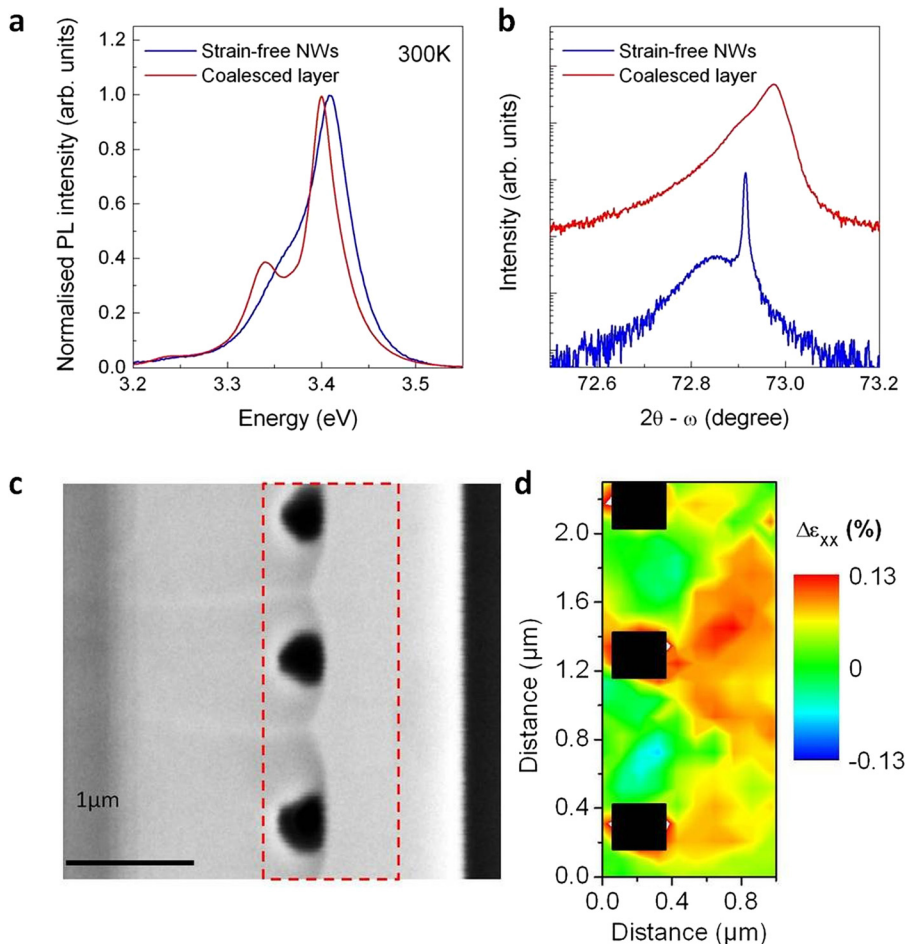 a
Normalised PL intensity (arb. units)
1.2
1.0
0.8
0.6
0.4
0.2
0.0
Strain-free NWs
Coalesced layer
300K
3.2
3.3
3.4
3.5
Energy (eV)
b
Intensity (arb. units)
Strain-free NWs
Coalesced layer
72.6
72.8
73.0
73.2
2θ - ω (degree)
c
1µm
d
Distance (µm)
2.0
1.6
1.2
0.8
0.4
0.0
0.0
0.4
0.8
Distance (µm)
Δεxx (%)
0.13
0
-0.13